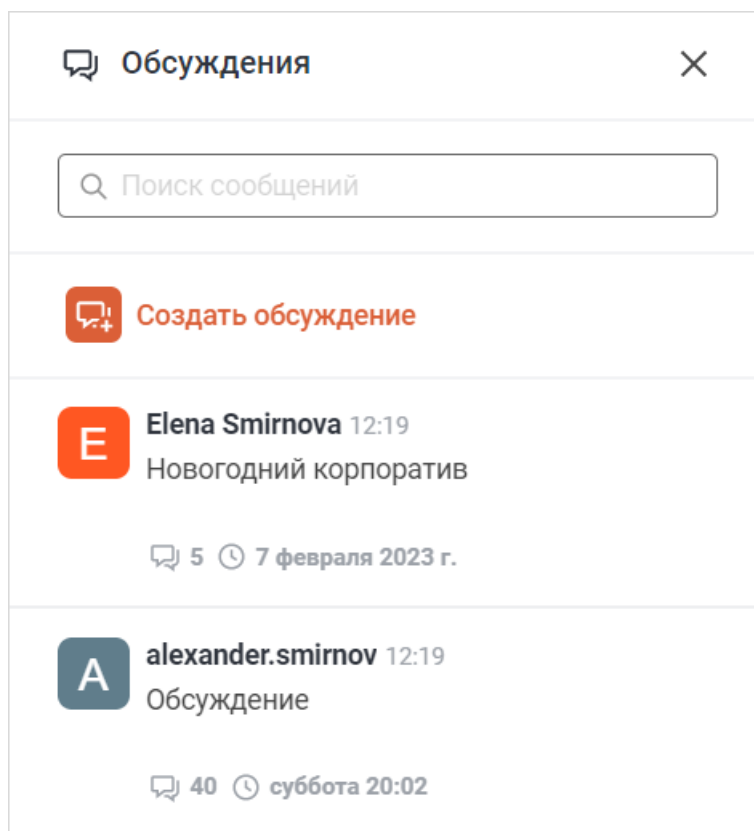 Обсуждения
Поиск сообщений
Создать обсуждение
E
Elena Smirnova 12:19
Новогодний корпоратив
5 7 февраля 2023 г.
A
alexander.smirnov 12:19
Обсуждение
40 суббота 20:02